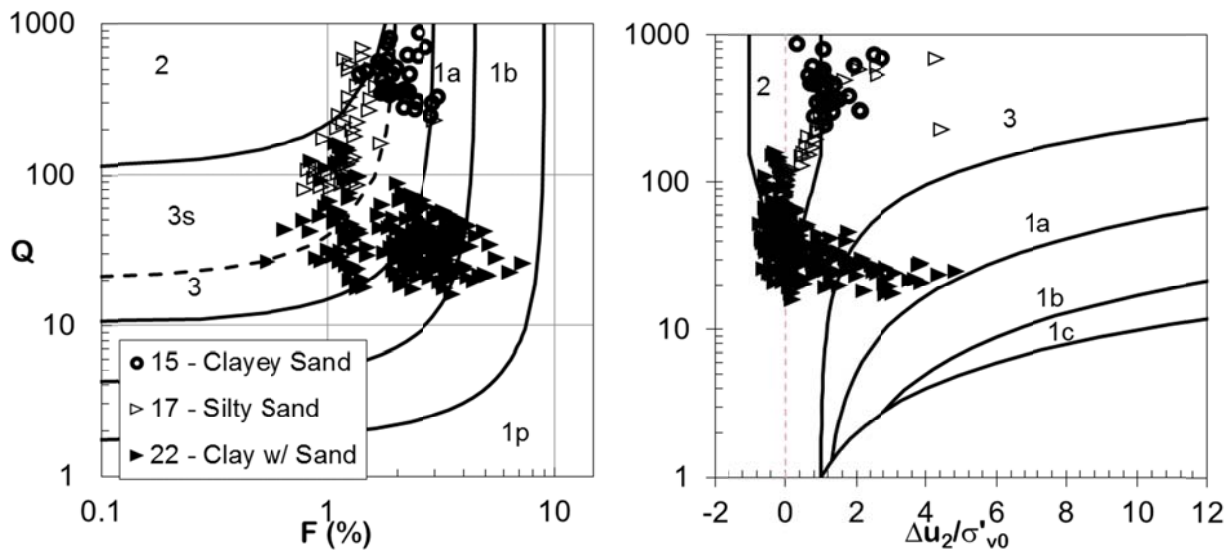 1000
100
10
1
Q
0.1
1
10
F (%)
2
3s
3
1a
1b
1p
15 - Clayey Sand
17 - Silty Sand
22 - Clay w/ Sand
1000
100
10
1
-2
0
2
4
6
8
10
12
Δu₂/σ'v0
2
3
1a
1b
1c